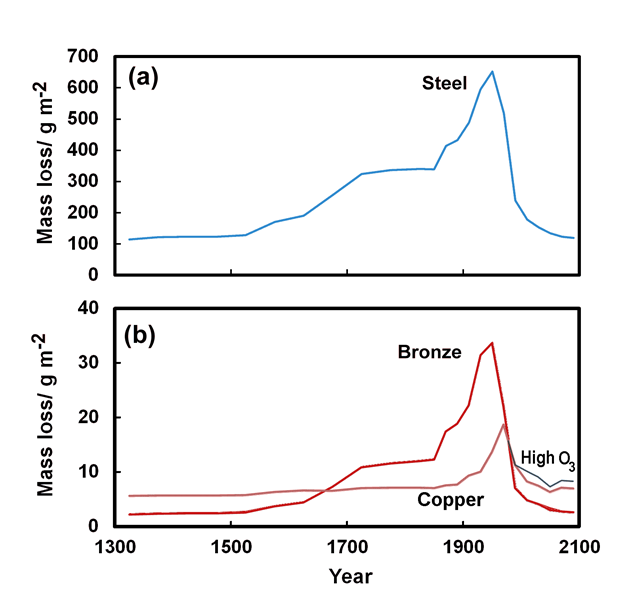 700
600
500
400
300
200
100
0
Mass loss/ g m-2
(a)
Steel
40
30
20
10
0
Mass loss/ g m-2
(b)
Bronze
High O3
Copper
1300
1500
1700
1900
2100
Year